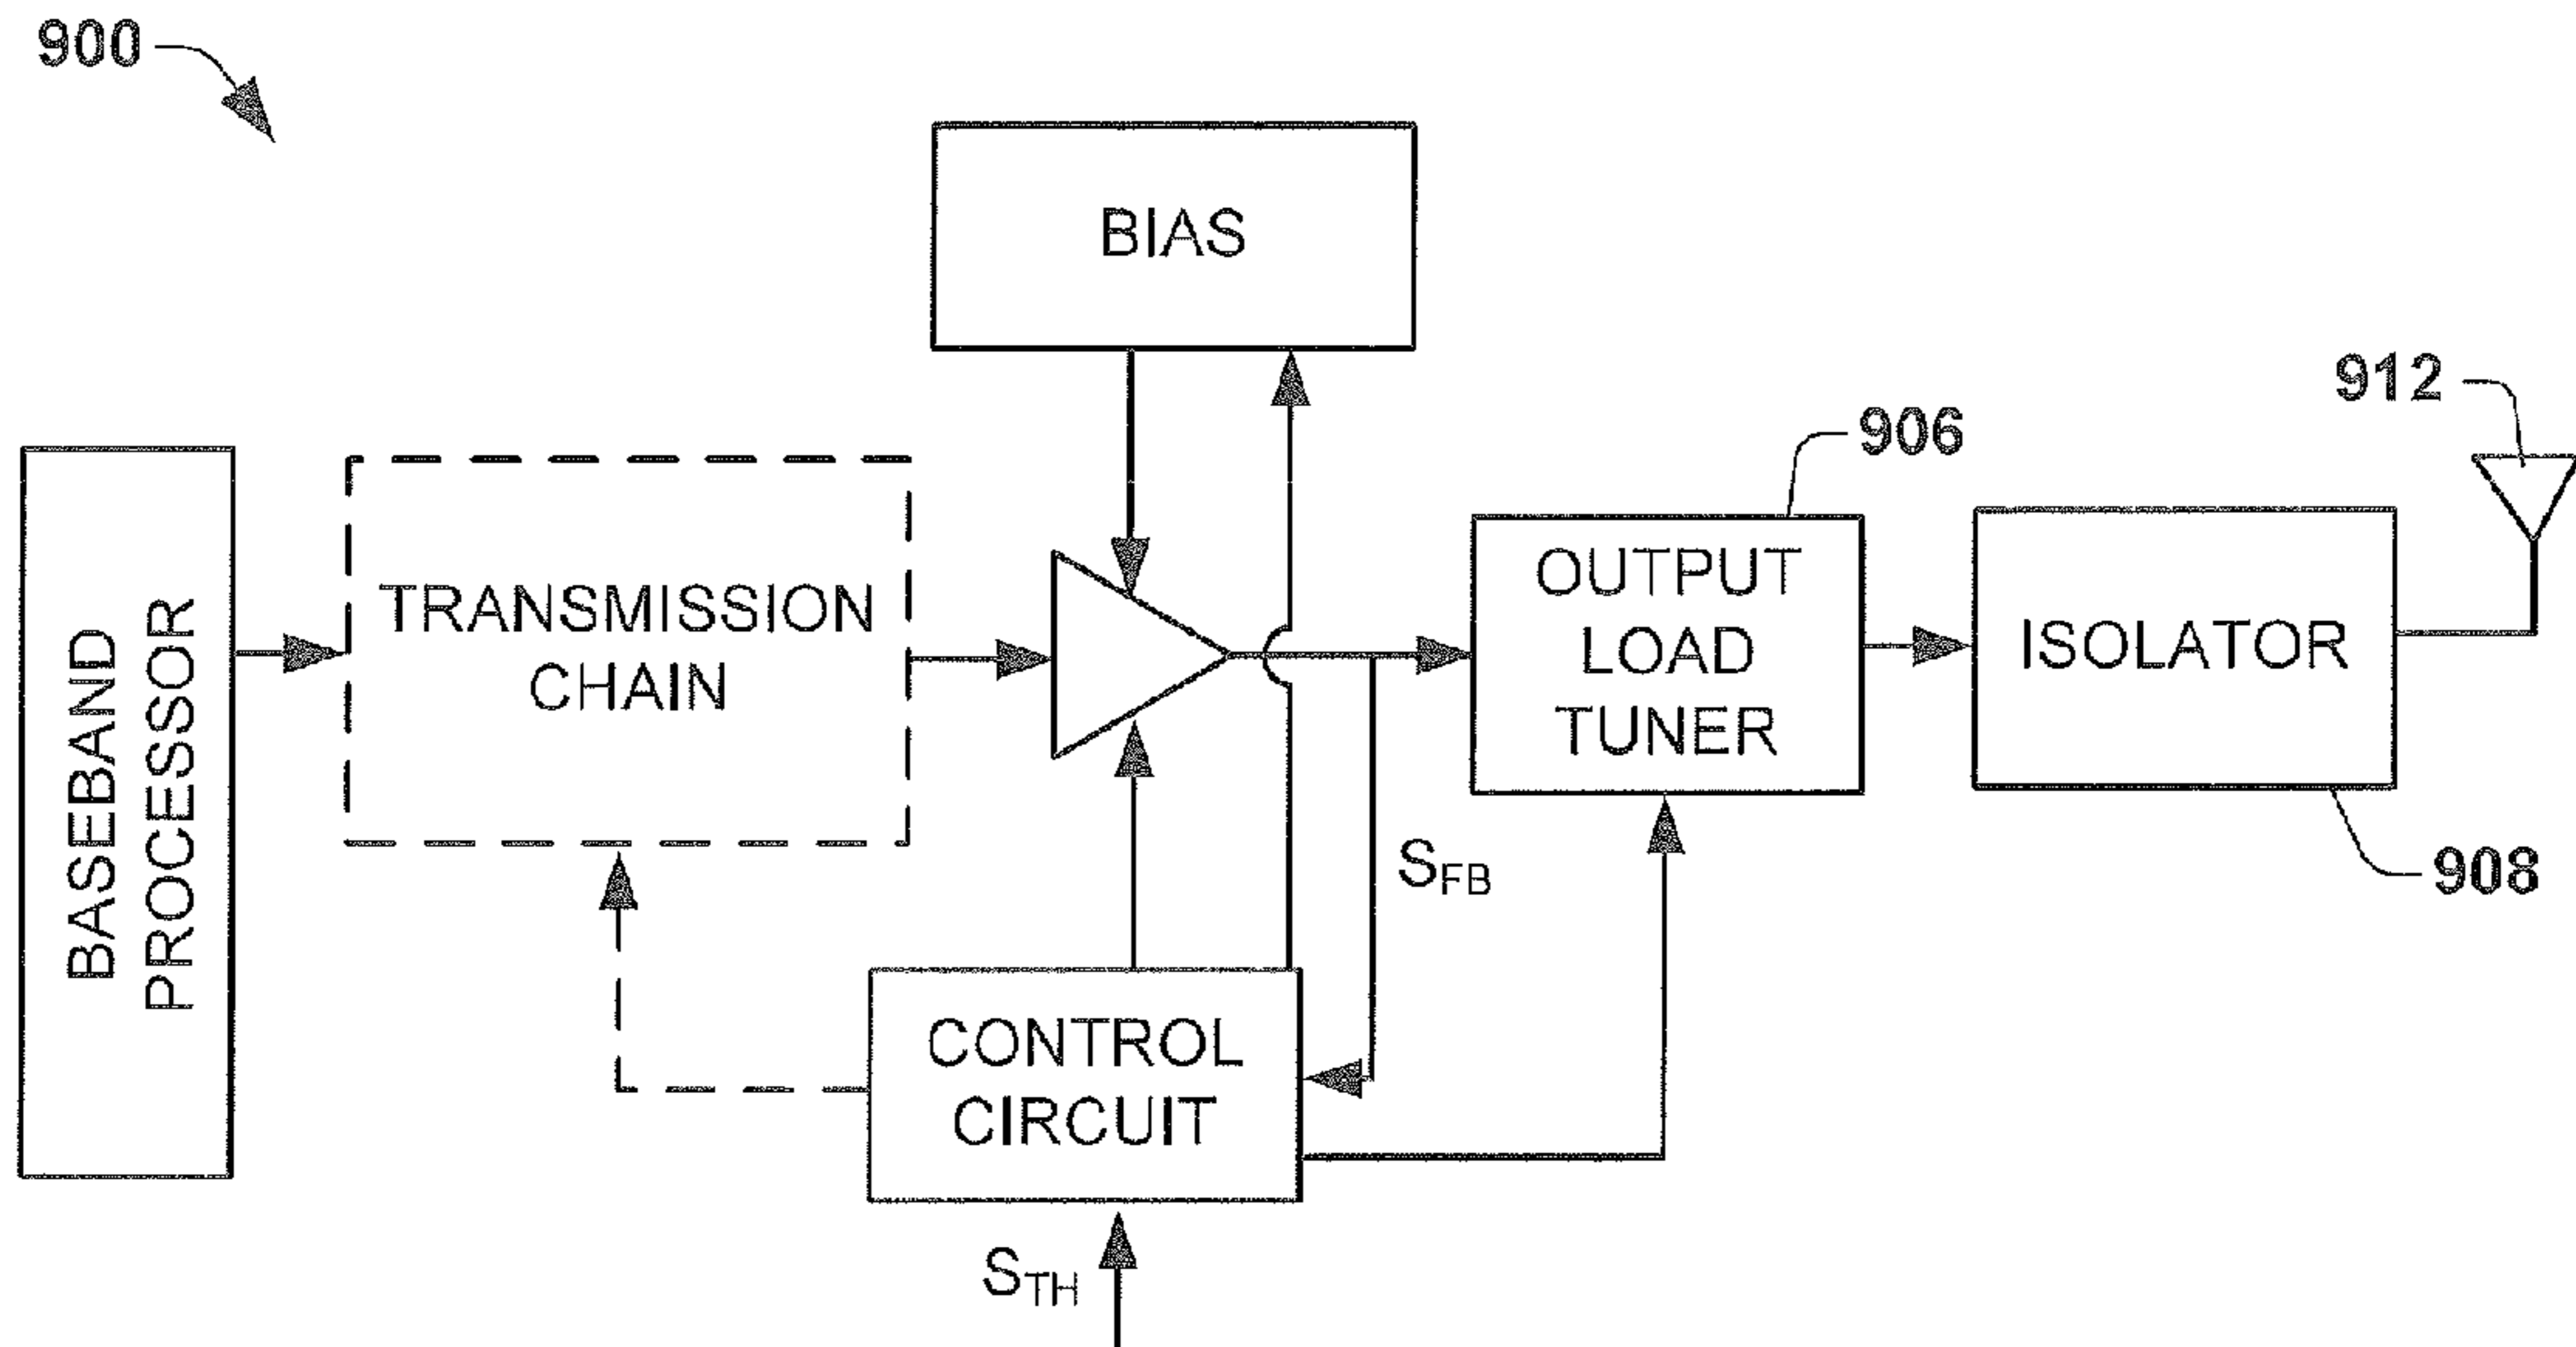 900
BIAS
912
906
BASEBAND
PROCESSOR
TRANSMISSION
CHAIN
OUTPUT
LOAD
TUNER
ISOLATOR
908
SFB
CONTROL
CIRCUIT
STH